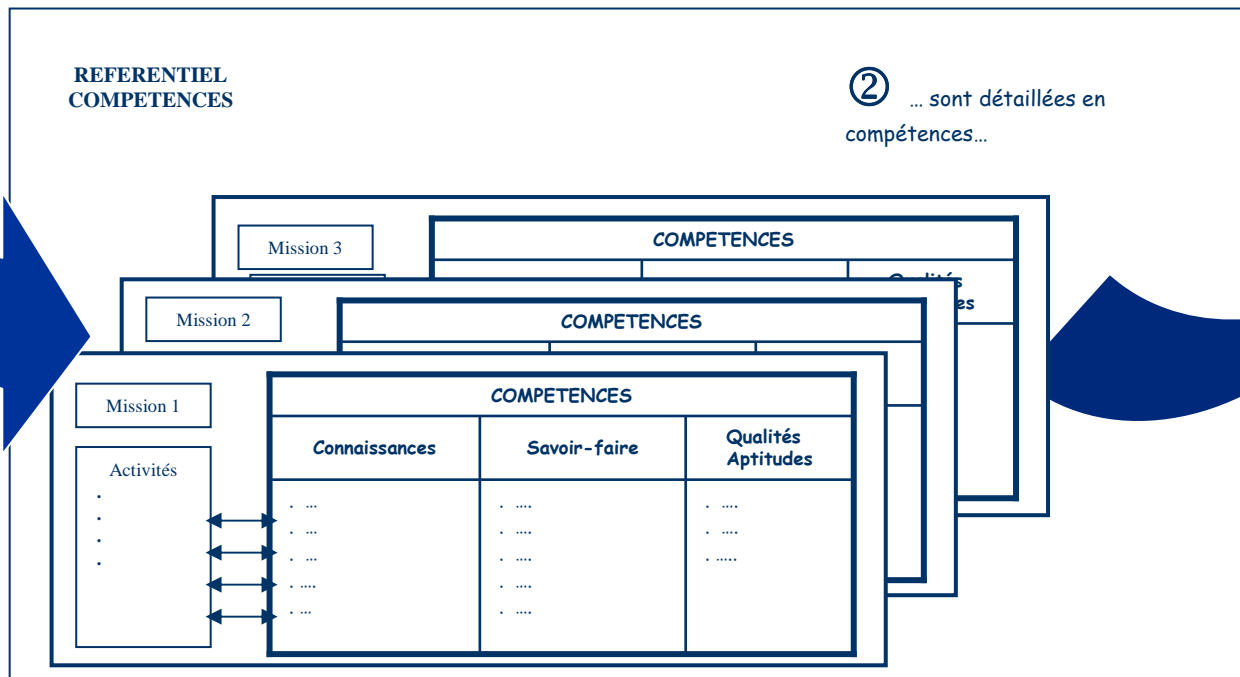 REFERENTIEL
COMPETENCES
② … sont détaillées en
compétences…
Mission 3
COMPETENCES
Mission 2
COMPETENCES
Mission 1
COMPETENCES
Connaissances
Savoir-faire
Qualités
Aptitudes
Activités
.
.
.
.
. …
. …
. …
. ….
. …
. ….
. ….
. ….
. ….
. ….
. ….
. ….
. …..